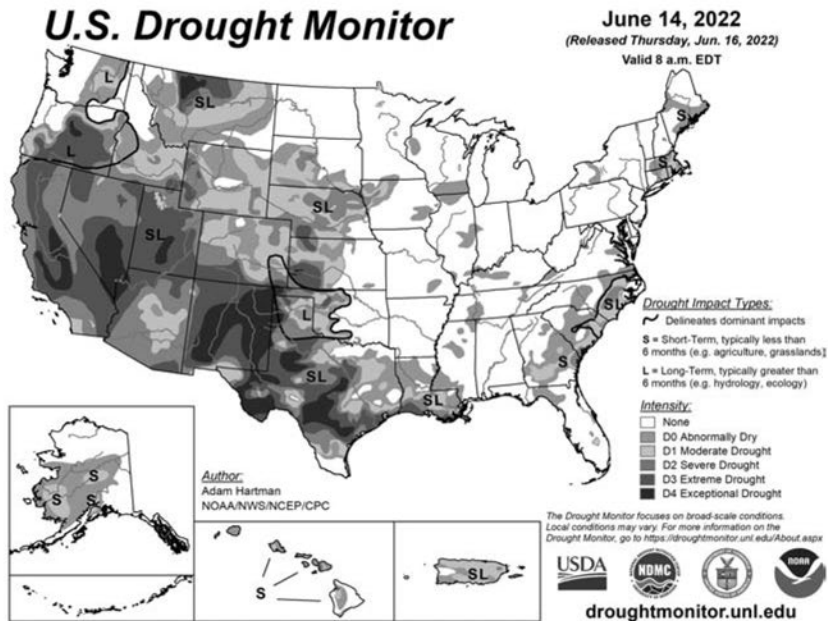 U.S. Drought Monitor
June 14, 2022
(Released Thursday, Jun. 16, 2022)
Valid 8 a.m. EDT
L
SL
L
SL
SL
L
SL
SL
S
S
SL
S
S
S
S
S
SL
Drought Impact Types:
Delineates dominant impacts
S = Short-Term, typically less than
6 months (e.g. agriculture, grasslands)
L = Long-Term, typically greater than
6 months (e.g. hydrology, ecology)
Intensity:
None
D0 Abnormally Dry
D1 Moderate Drought
D2 Severe Drought
D3 Extreme Drought
D4 Exceptional Drought
Author:
Adam Hartman
NOAA/NWS/NCEP/CPC
The Drought Monitor focuses on broad-scale conditions.
Local conditions may vary. For more information on the
Drought Monitor, go to https://droughtmonitor.unl.edu/About.aspx
USDA
NDMC
NOAA
droughtmonitor.unl.edu